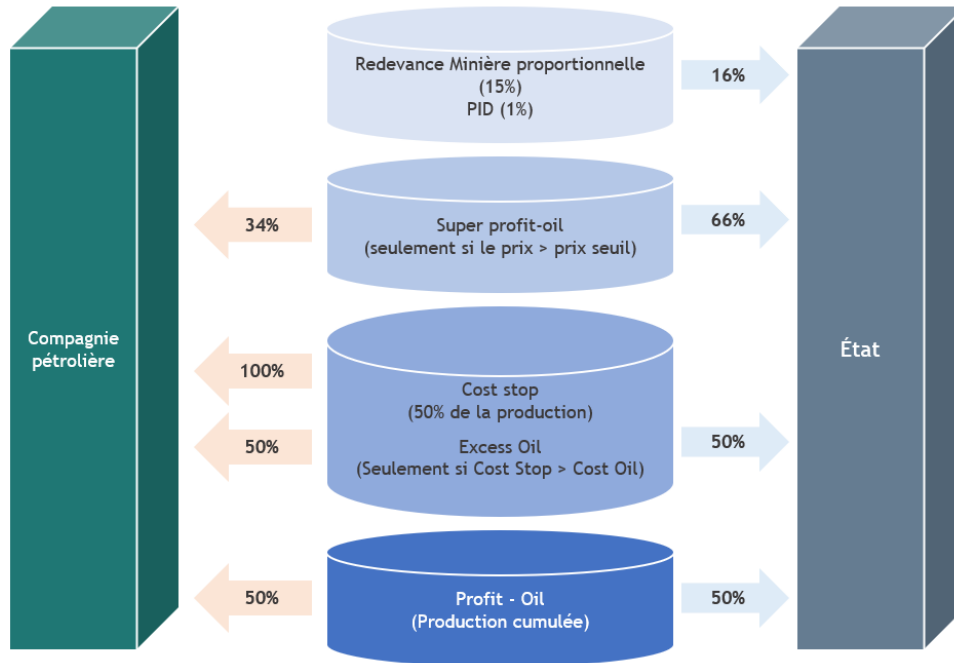 Redevance Minière proportionnelle
(15%)
PID (1%)
16%
34%
Super profit-oil
(seulement si le prix > prix seuil)
66%
Compagnie
pétrolière
État
100%
Cost stop
(50% de la production)
50%
Excess Oil
(Seulement si Cost Stop > Cost Oil)
50%
50%
Profit - Oil
(Production cumulée)
50%